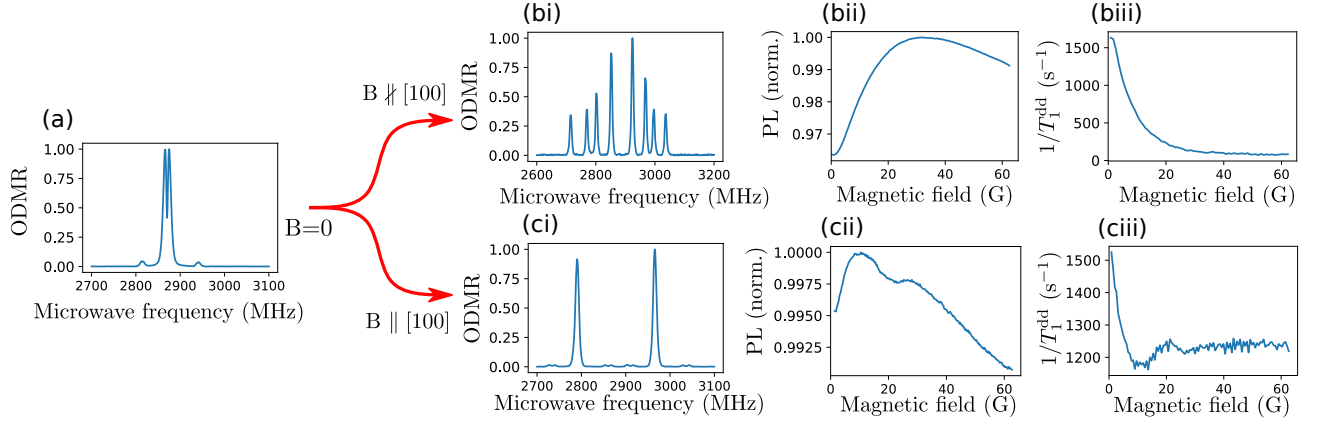 (a)
ODMR
1.00
0.75
0.50
0.25
0.00
2700 2800 2900 3000 3100
Microwave frequency (MHz)
B=0
B ∦ [100]
B ∥ [100]
(bi)
ODMR
1.00
0.75
0.50
0.25
0.00
2600 2800 3000 3200
Microwave frequency (MHz)
(bii)
PL (norm.)
1.00
0.99
0.98
0.97
0 20 40 60
Magnetic field (G)
(biii)
1/T₁ᵈᵈ (s⁻¹)
1500
1000
500
0
0 20 40 60
Magnetic field (G)
(ci)
ODMR
1.00
0.75
0.50
0.25
0.00
2700 2800 2900 3000 3100
Microwave frequency (MHz)
(cii)
PL (norm.)
1.0000
0.9975
0.9950
0.9925
0 20 40 60
Magnetic field (G)
(ciii)
1/T₁ᵈᵈ (s⁻¹)
1500
1400
1300
1200
0 20 40 60
Magnetic field (G)